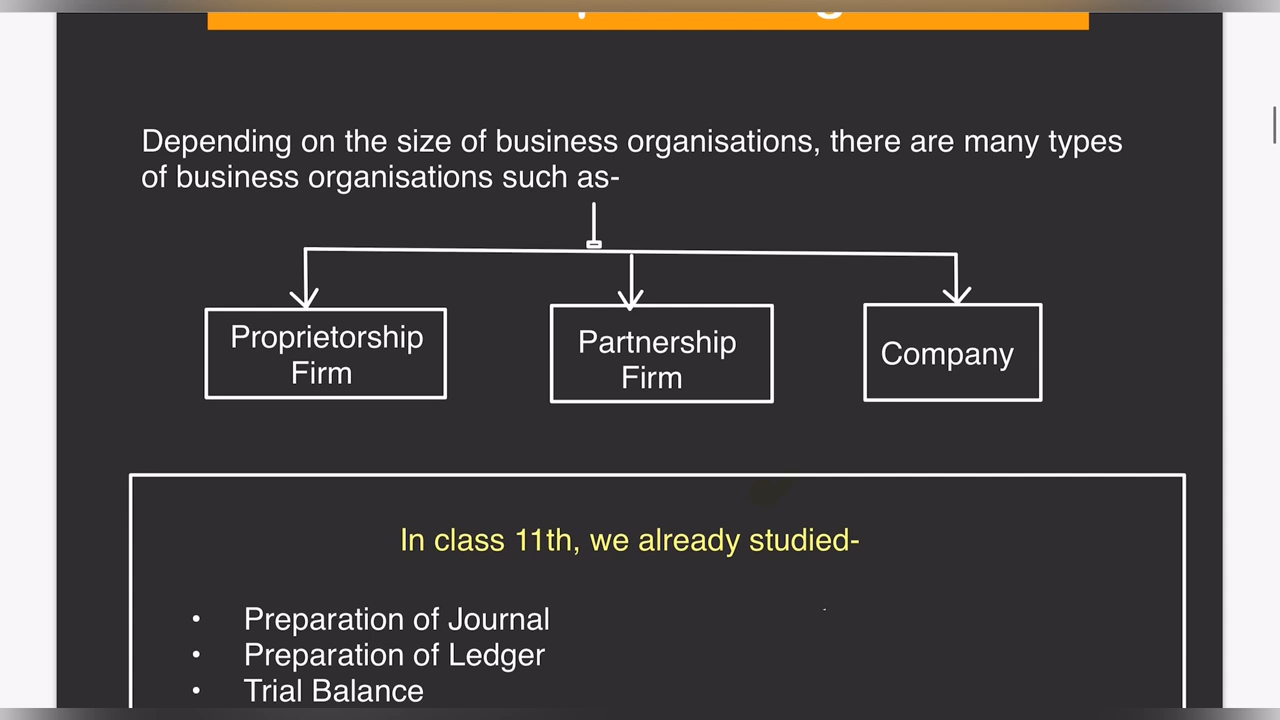 Depending on the size of business organisations, there are many types
of business organisations such as-
Proprietorship
Firm
Partnership
Firm
Company
In class 11th, we already studied-
• Preparation of Journal
• Preparation of Ledger
• Trial Balance